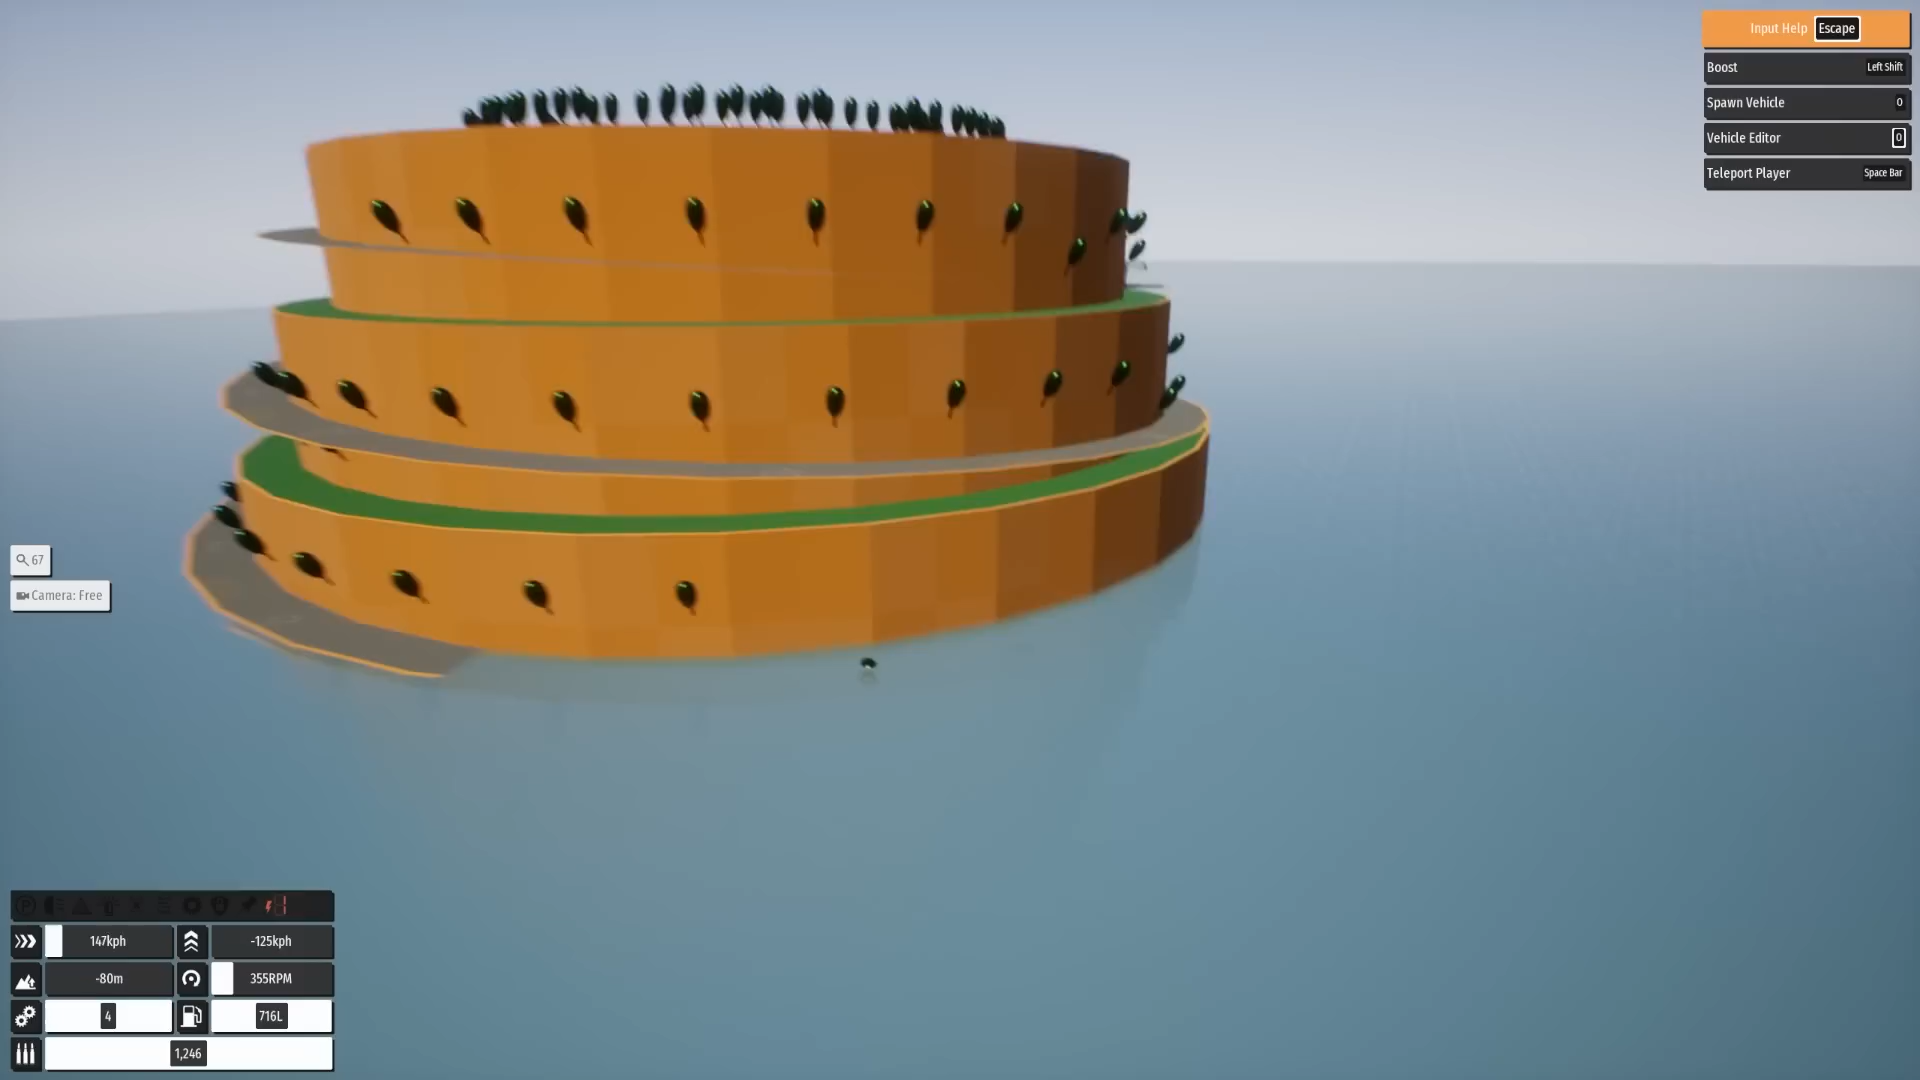 Input Help Escape
Boost Left Shift
Spawn Vehicle 0
Vehicle Editor 0
Teleport Player Space Bar
67
Camera: Free
147kph -125kph
-80m 355RPM
4 716L
1,246